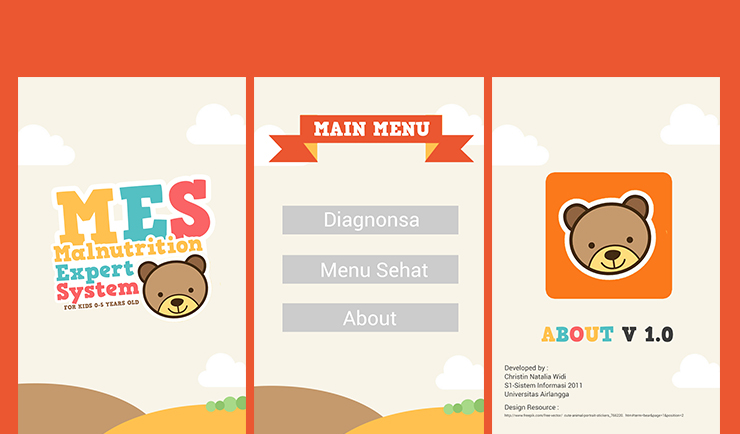 MES
Malnutrition
Expert
System
FOR KIDS 0-5 YEARS OLD
MAIN MENU
Diagnonsa
Menu Sehat
About
ABOUT V 1.0
Developed by :
Christin Natalia Widi
S1-Sistem Informasi 2011
Universitas Airlangga
Design Resource :